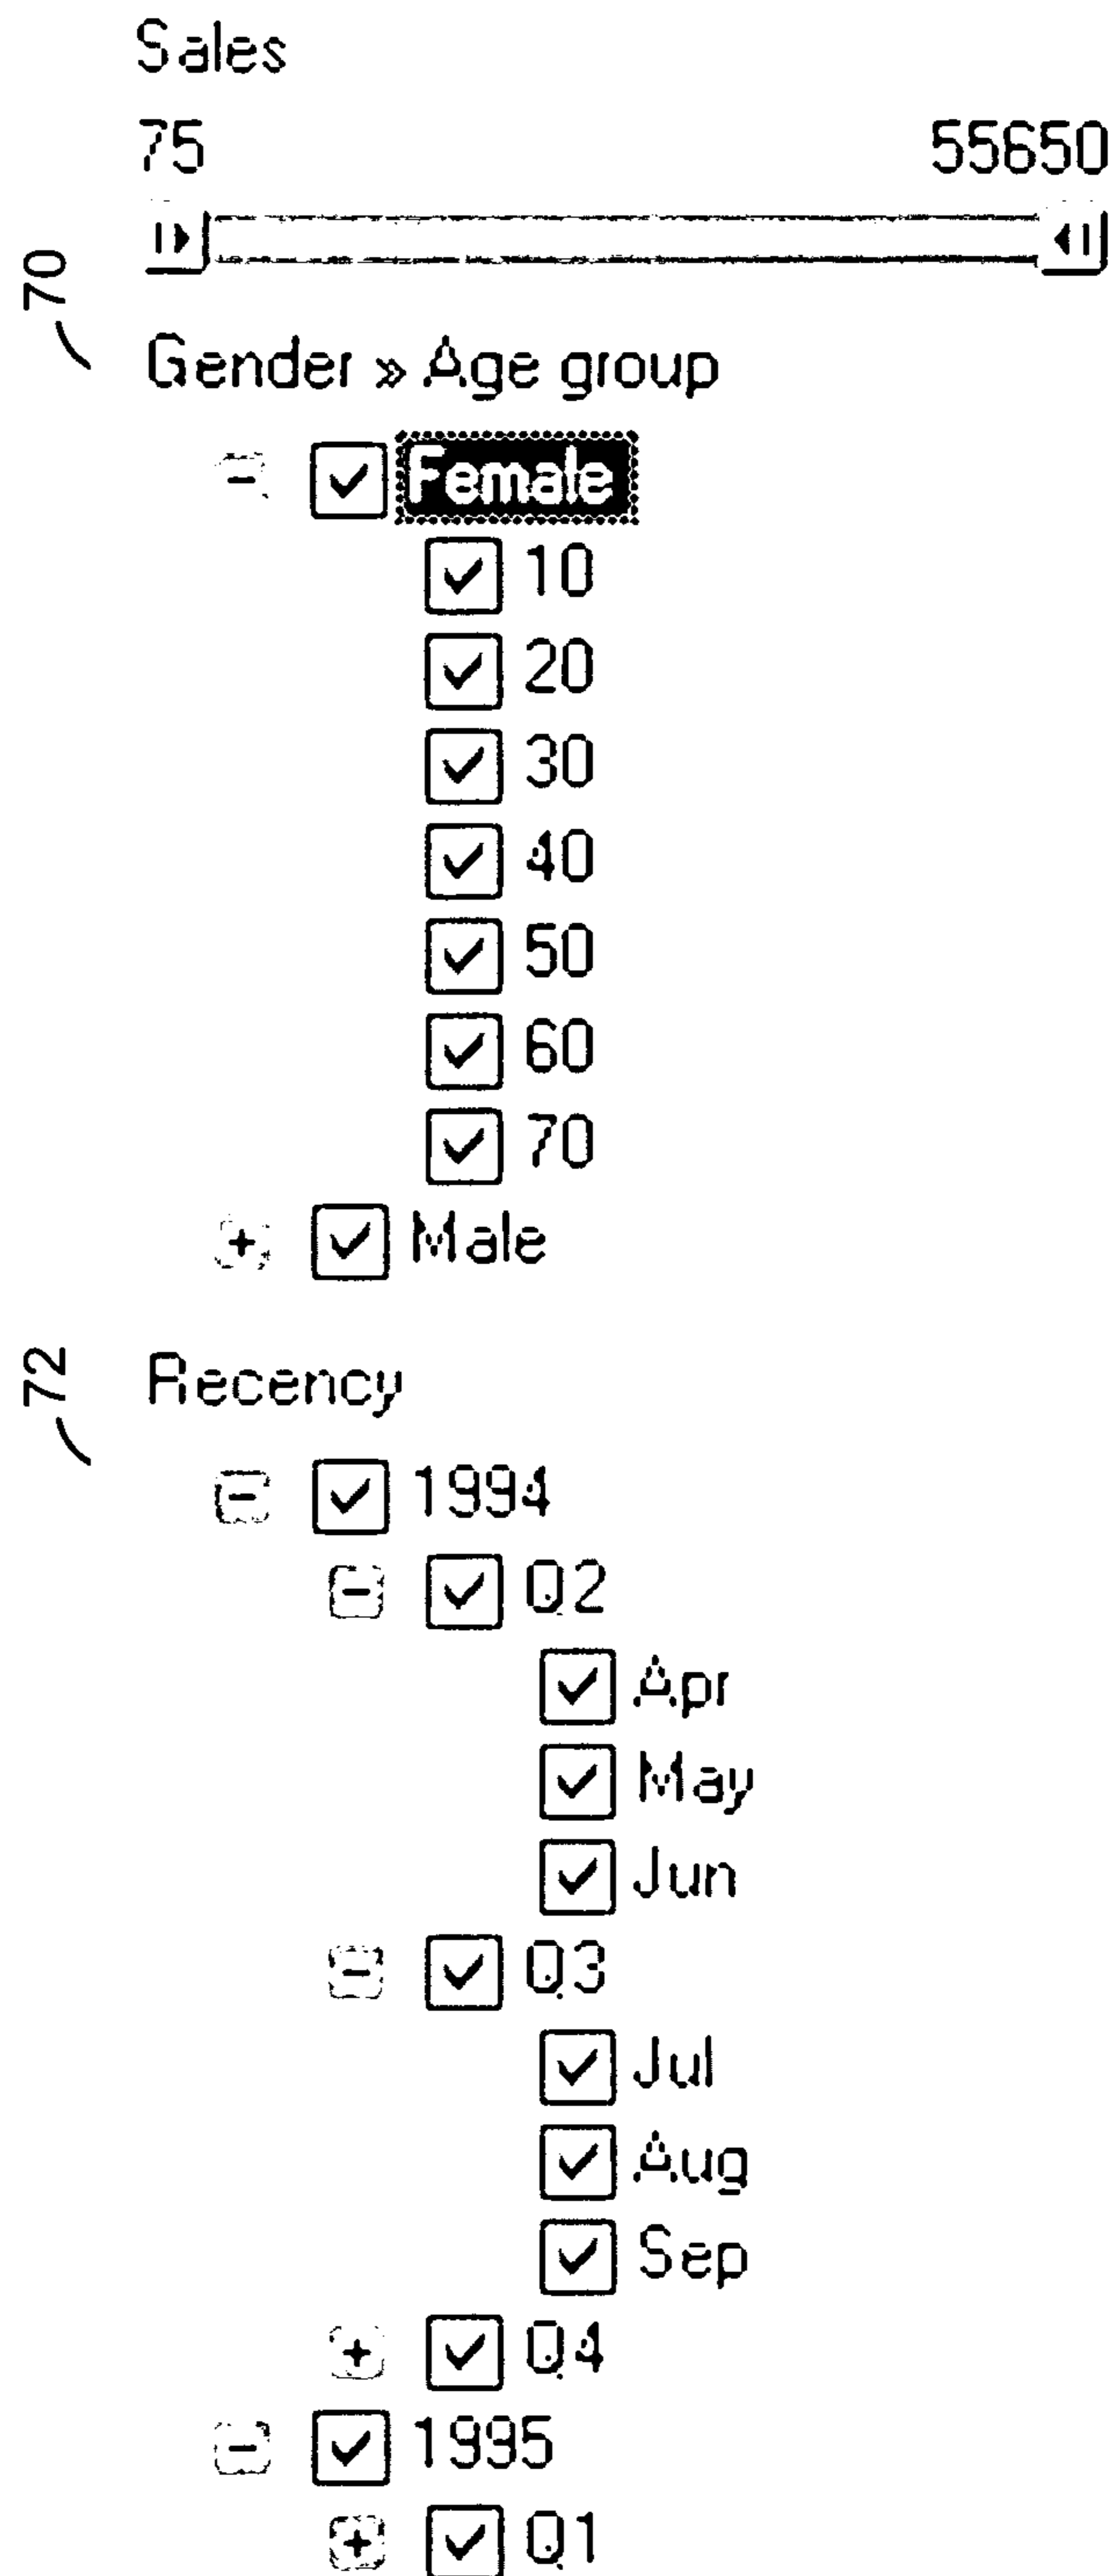 Sales
75 55650
70
Gender » Age group
Female
10
20
30
40
50
60
70
Male
72
Recency
1994
Q2
Apr
May
Jun
Q3
Jul
Aug
Sep
Q4
1995
Q1